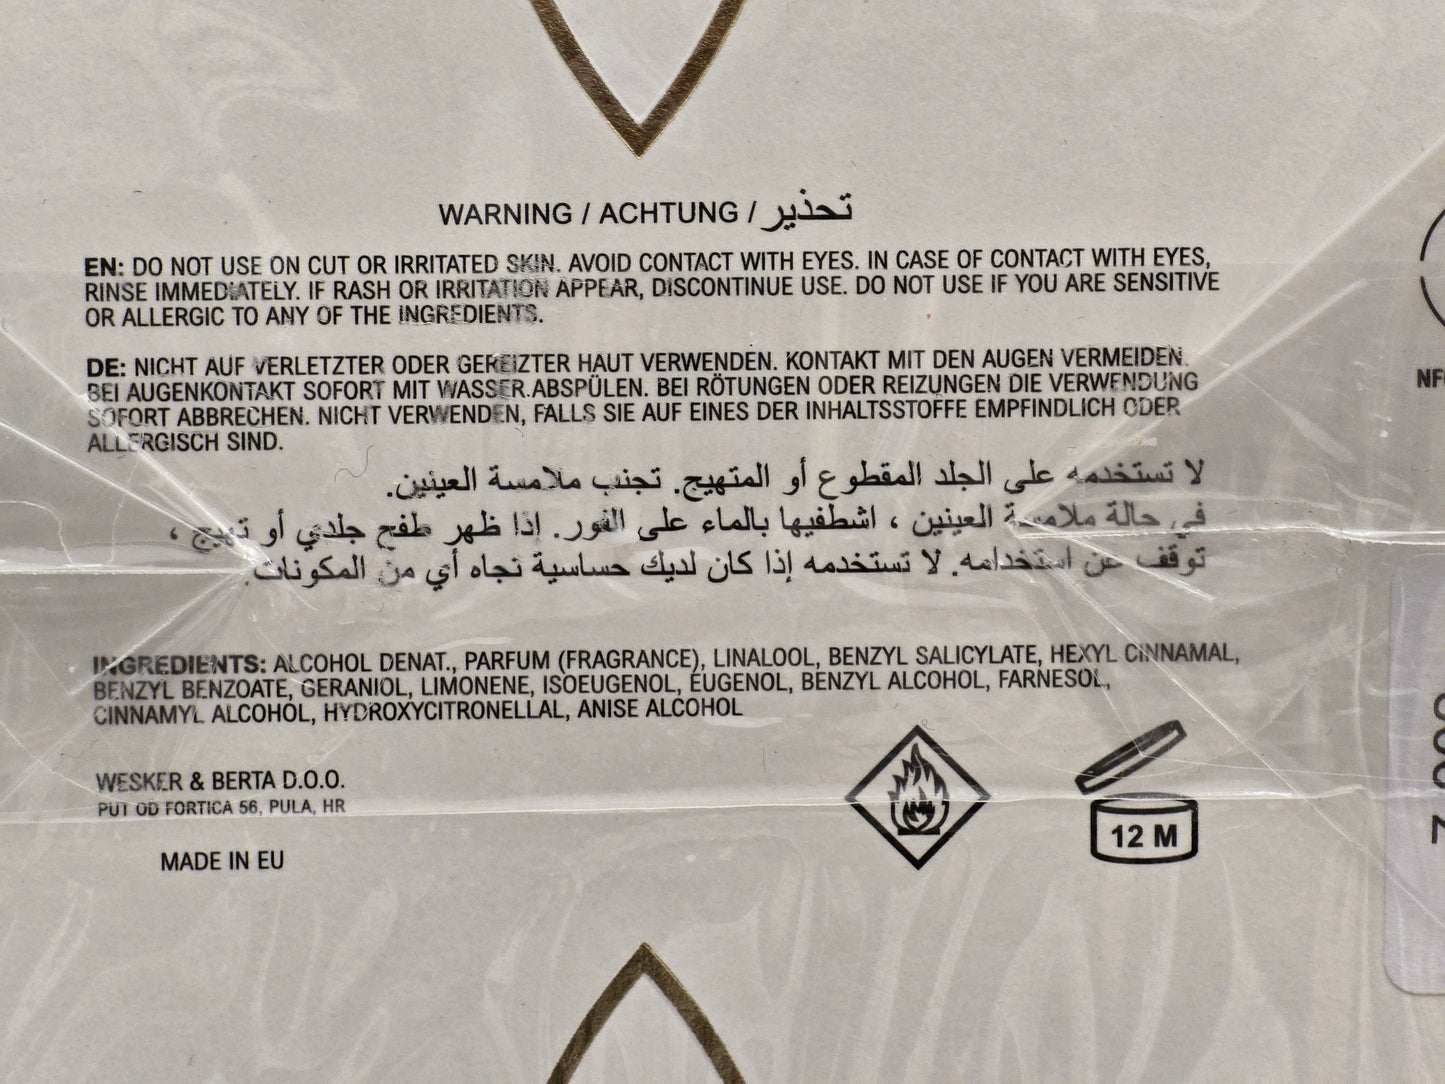 WARNING / ACHTUNG / تحذير
EN: DO NOT USE ON CUT OR IRRITATED SKIN. AVOID CONTACT WITH EYES. IN CASE OF CONTACT WITH EYES,
RINSE IMMEDIATELY. IF RASH OR IRRITATION APPEAR, DISCONTINUE USE. DO NOT USE IF YOU ARE SENSITIVE
OR ALLERGIC TO ANY OF THE INGREDIENTS.
DE: NICHT AUF VERLETZTER ODER GEREIZTER HAUT VERWENDEN. KONTAKT MIT DEN AUGEN VERMEIDEN.
BEI AUGENKONTAKT SOFORT MIT WASSER ABSPÜLEN. BEI RÖTUNGEN ODER REIZUNGEN DIE VERWENDUNG
SOFORT ABBRECHEN. NICHT VERWENDEN, FALLS SIE AUF EINES DER INHALTSSTOFFE EMPFINDLICH ODER
ALLERGISCH SIND.
لا تستخدمه على الجلد المقطوع أو المتهيج. تجنب ملامسة العينين.
في حالة ملامسة العينين ، اشطفيها بالماء على الفور. إذا ظهر طفح جلدي أو تهيج ،
توقف عن استخدامه. لا تستخدمه إذا كان لديك حساسية تجاه أي من المكونات.
INGREDIENTS: ALCOHOL DENAT., PARFUM (FRAGRANCE), LINALOOL, BENZYL SALICYLATE, HEXYL CINNAMAL,
BENZYL BENZOATE, GERANIOL, LIMONENE, ISOEUGENOL, EUGENOL, BENZYL ALCOHOL, FARNESOL,
CINNAMYL ALCOHOL, HYDROXYCITRONELLAL, ANISE ALCOHOL
WESKER & BERTA D.O.O.
PUT OD FORTICA 56, PULA, HR
MADE IN EU
12 M